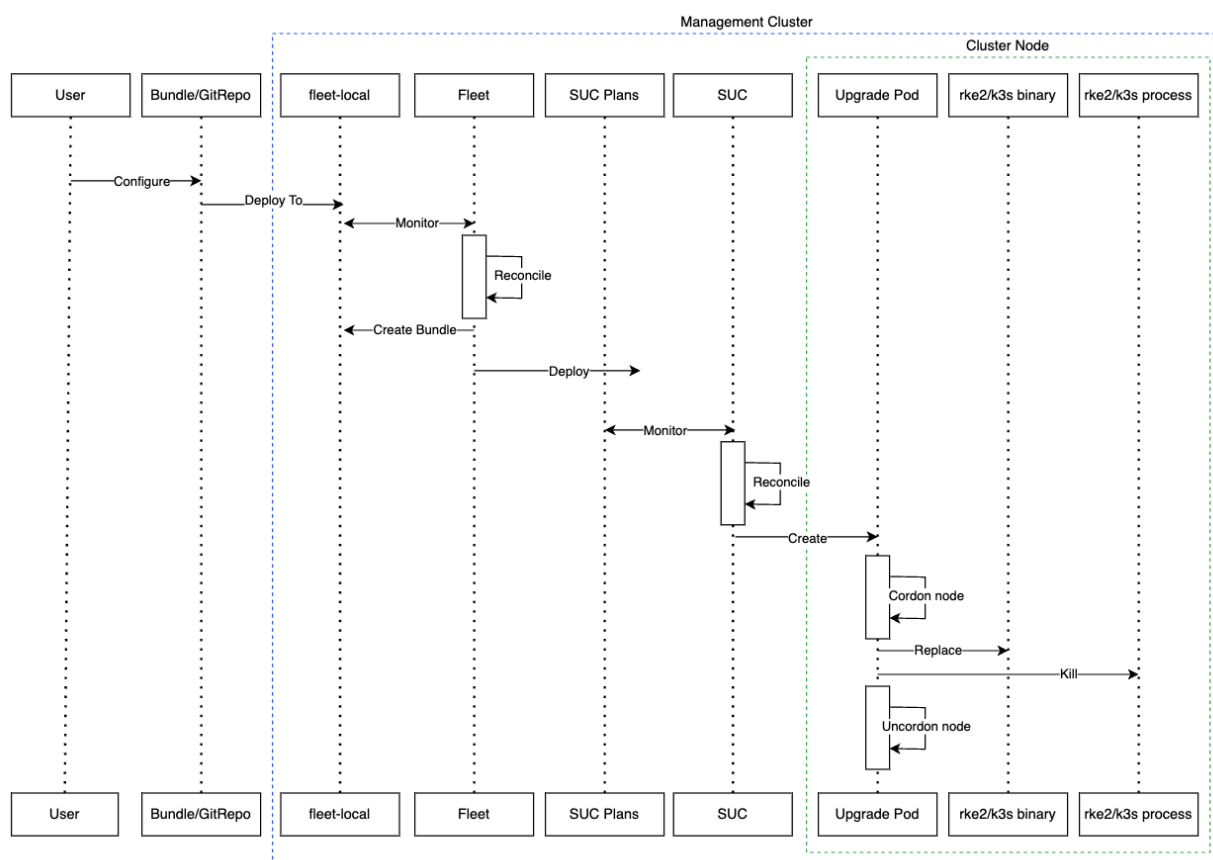 Management Cluster
Cluster Node
User
Bundle/GitRepo
fleet-local
Fleet
SUC Plans
SUC
Upgrade Pod
rke2/k3s binary
rke2/k3s process
Configure
Deploy To
Monitor
Reconcile
Create Bundle
Deploy
Monitor
Reconcile
Create
Cordon node
Replace
Kill
Uncordon node
User
Bundle/GitRepo
fleet-local
Fleet
SUC Plans
SUC
Upgrade Pod
rke2/k3s binary
rke2/k3s process